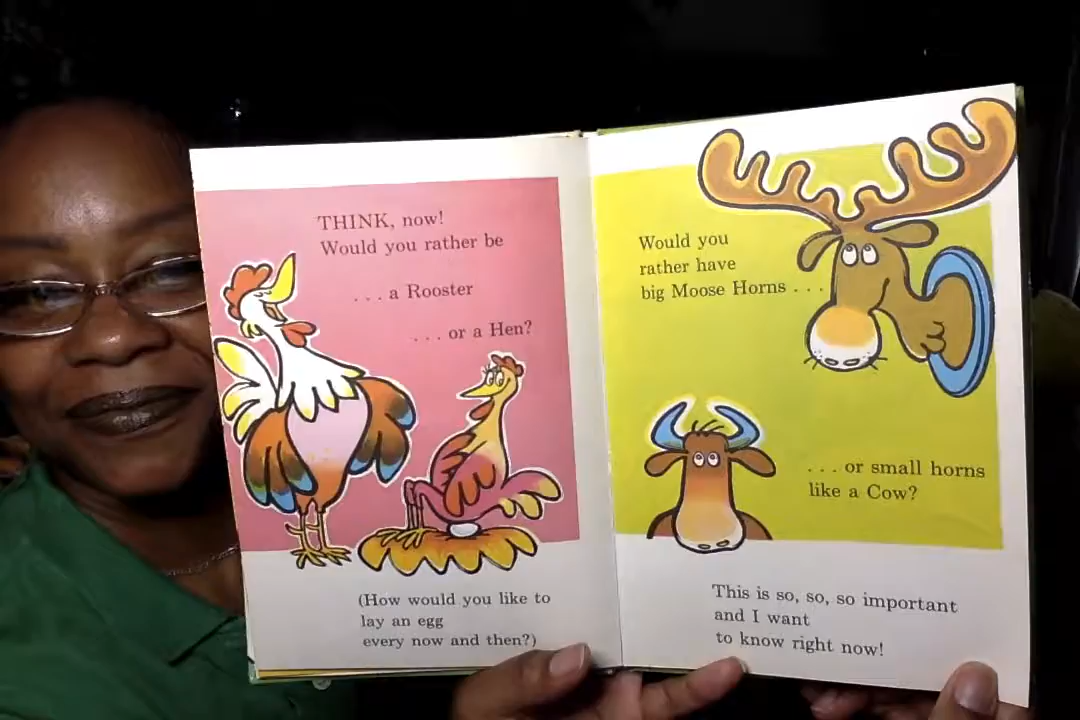 THINK, now!
Would you rather be
. . . a Rooster
. . . or a Hen?
(How would you like to
lay an egg
every now and then?)
Would you
rather have
big Moose Horns . . .
. . . or small horns
like a Cow?
This is so, so, so important
and I want
to know right now!